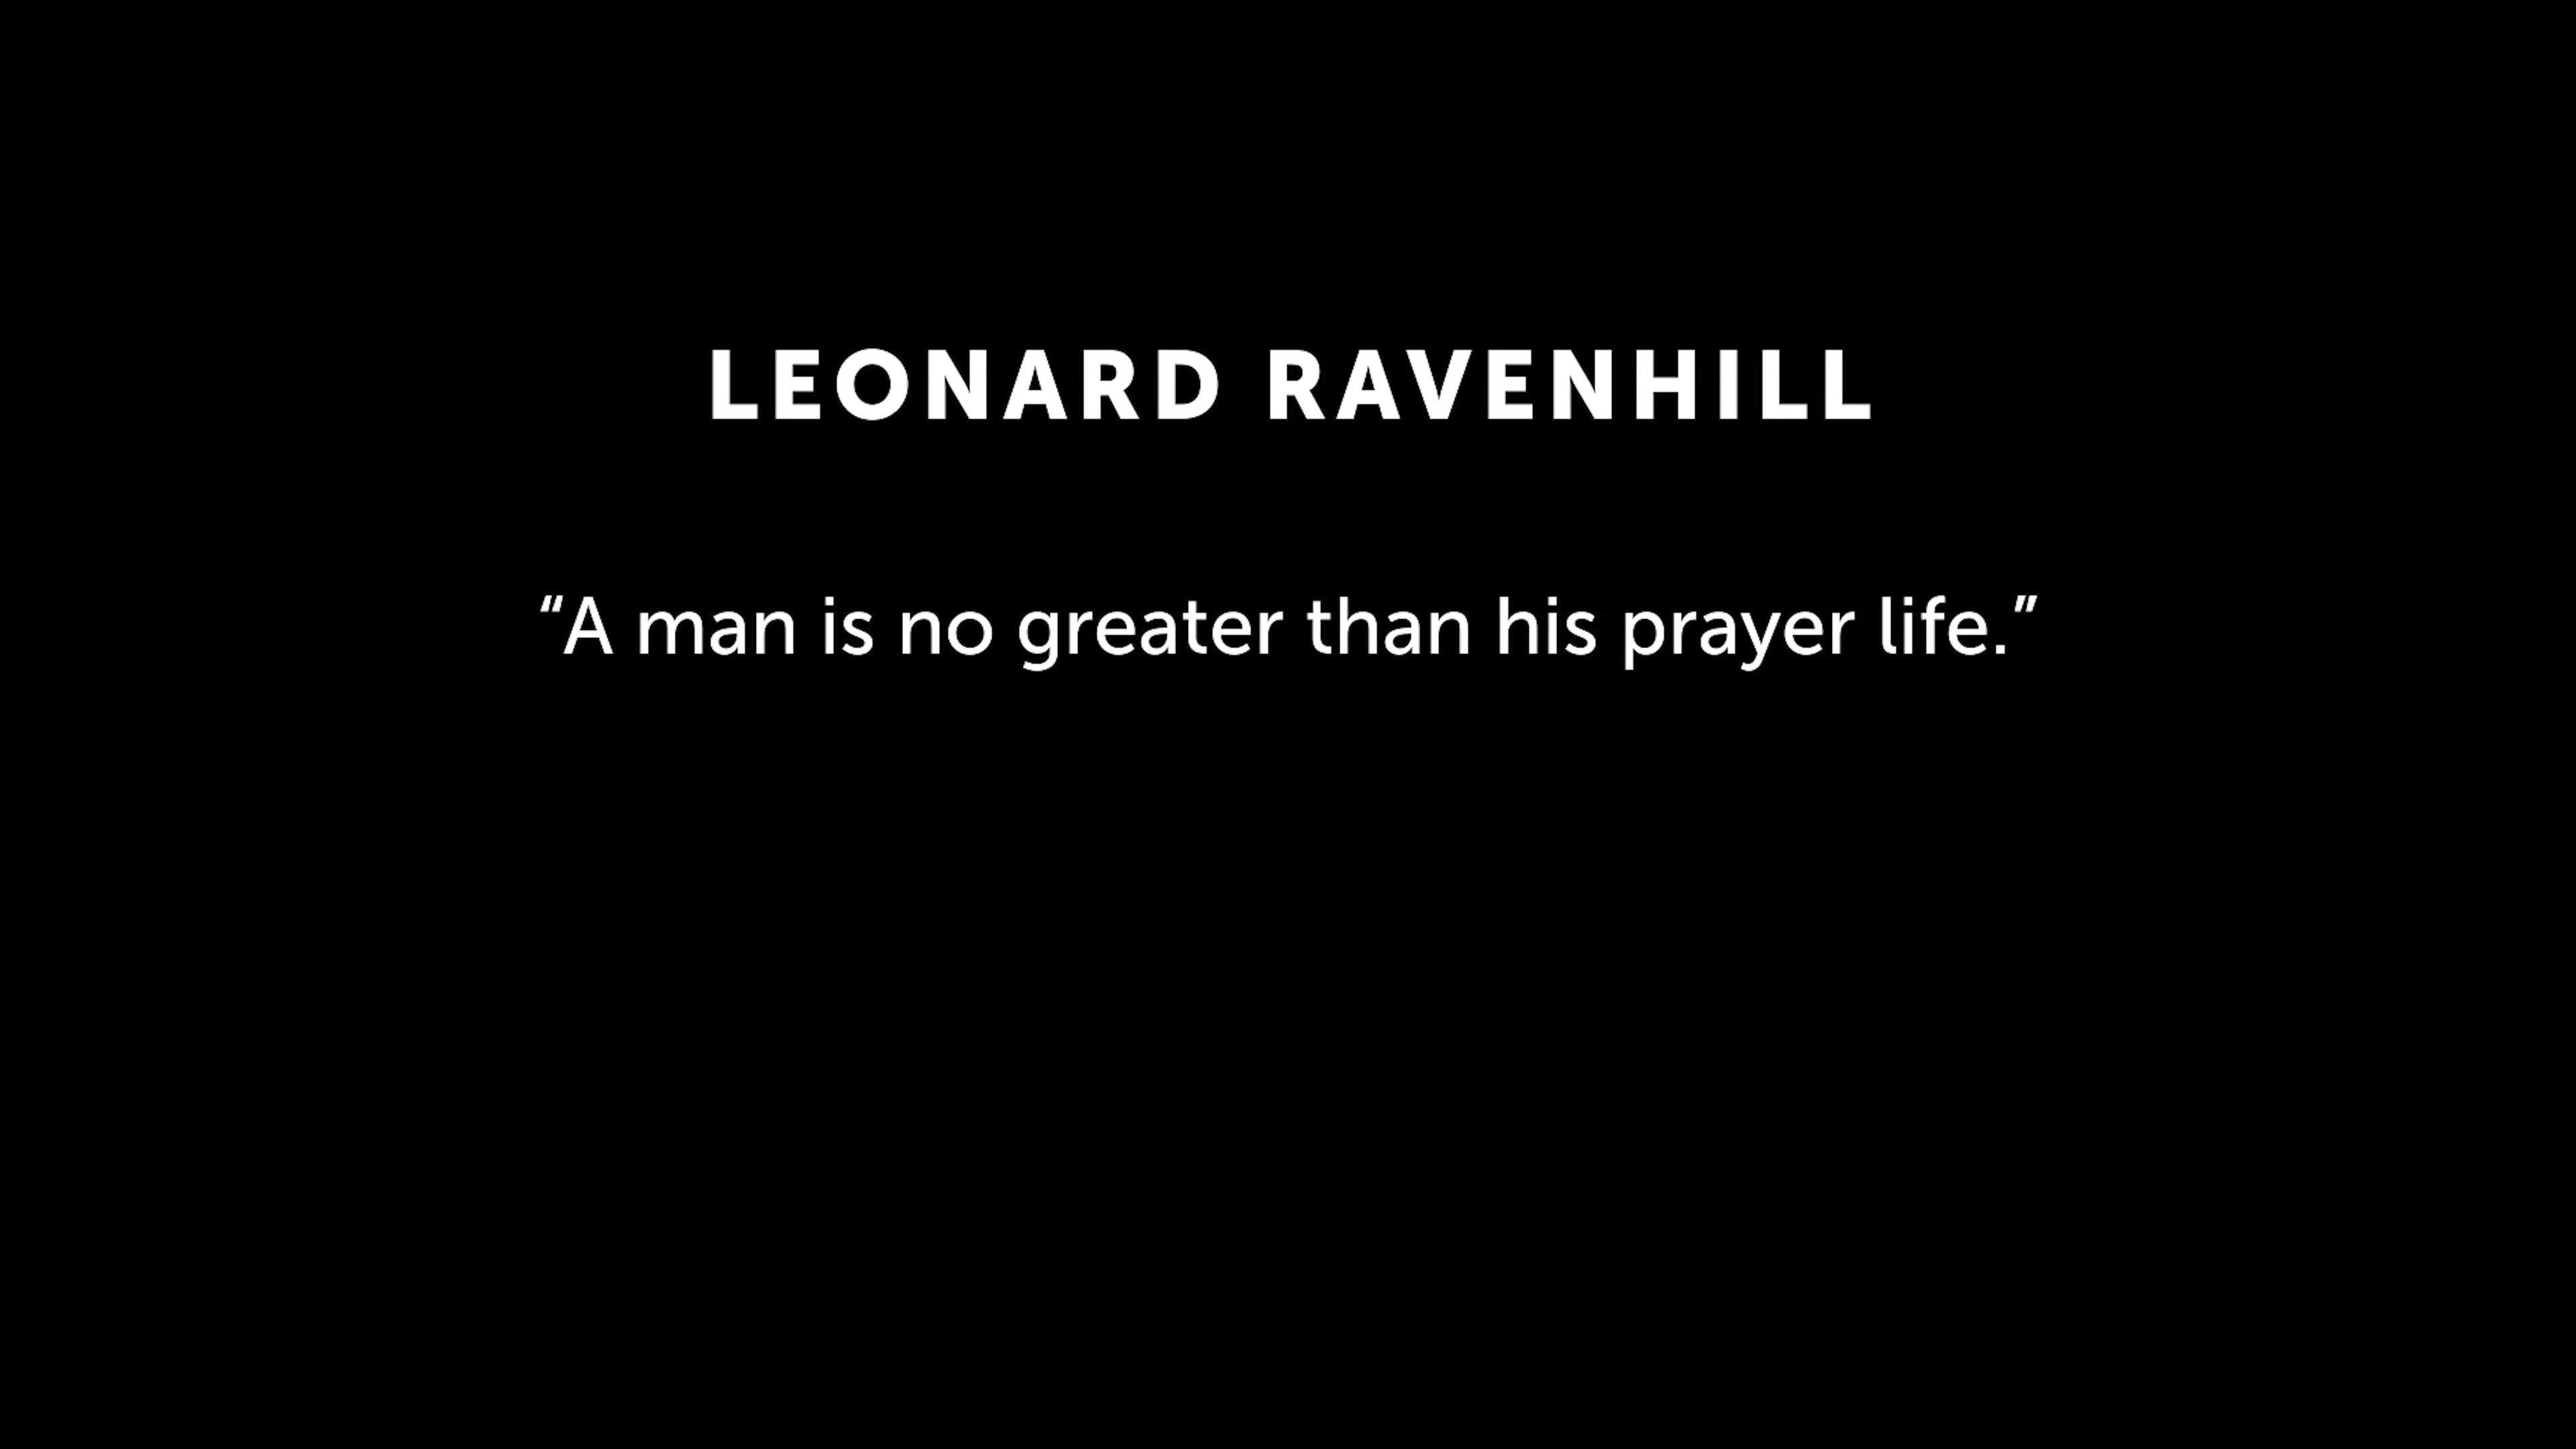 LEONARD RAVENHILL
“A man is no greater than his prayer life.”